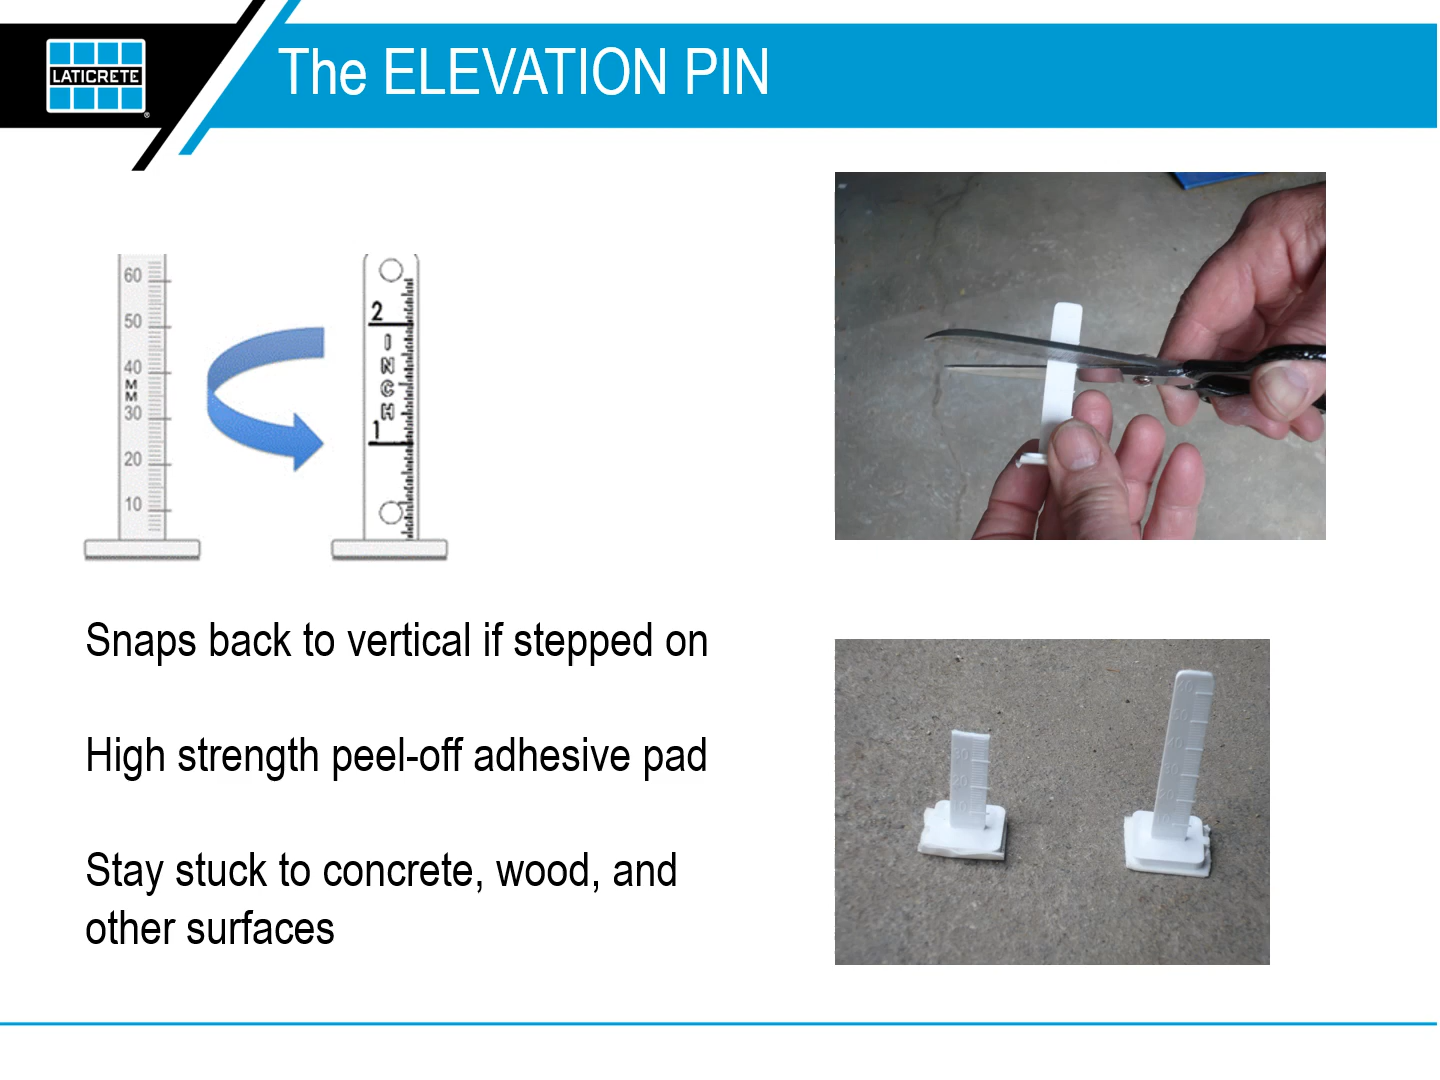 LATICRETE
®
The ELEVATION PIN
60
50
40
MM
30
20
10
2
INCH
1
Snaps back to vertical if stepped on
High strength peel-off adhesive pad
Stay stuck to concrete, wood, and
other surfaces